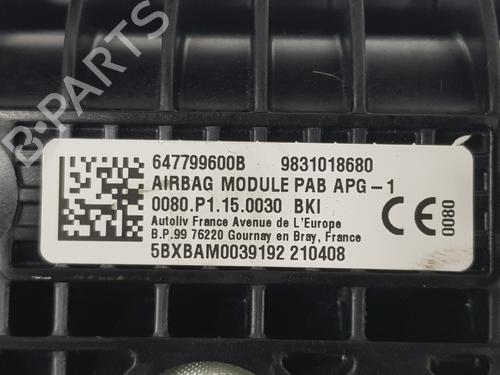 B-PARTS
647799600B 9831018680
AIRBAG MODULE PAB APG-1
0080.P1.15.0030 BKI
Autoliv France Avenue de L'Europe
B.P.99 76220 Gournay en Bray, France
5BXBAM0039192 210408
CE
0080